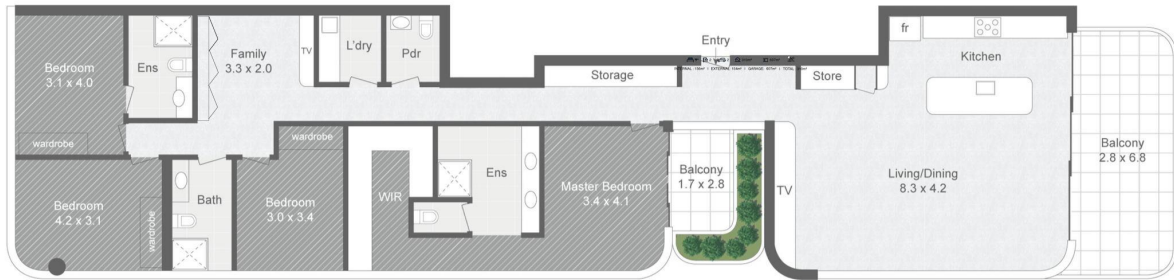 Bedroom
3.1 x 4.0
wardrobe
Ens
Family
3.3 x 2.0
TV
L'dry
Pdr
Entry
Storage
Store
fr
Kitchen
Balcony
2.8 x 6.8
Bedroom
4.2 x 3.1
wardrobe
Bath
wardrobe
Bedroom
3.0 x 3.4
WIR
Ens
Master Bedroom
3.4 x 4.1
Balcony
1.7 x 2.8
TV
Living/Dining
8.3 x 4.2